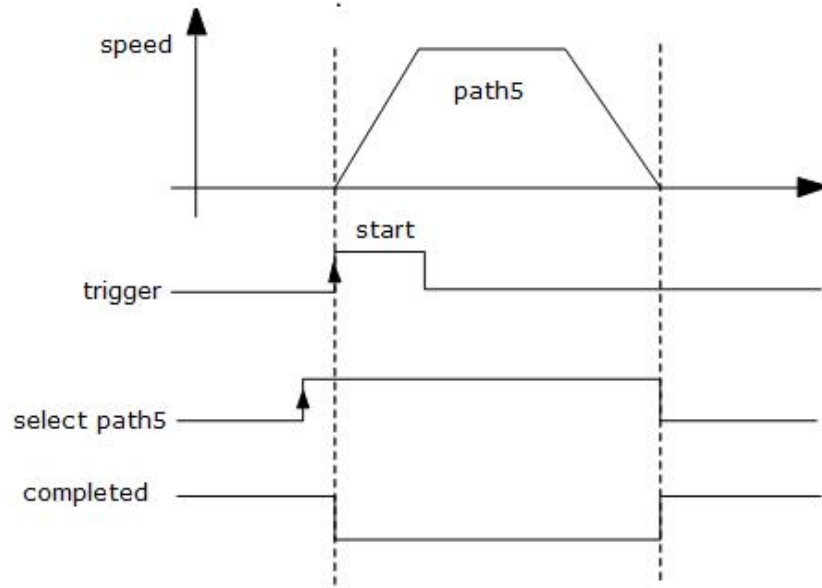 speed
path5
start
trigger
select path5
completed